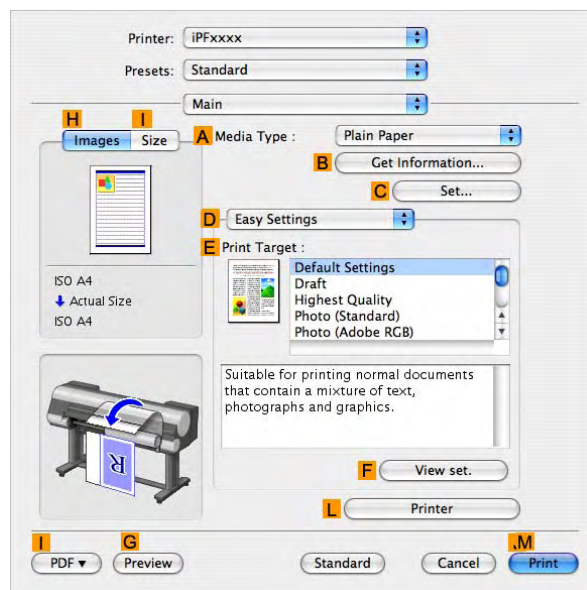 Printer: iPFxxxx
Presets: Standard
Main
H I
Images Size
A Media Type : Plain Paper
B Get Information...
C Set...
D Easy Settings
E Print Target :
Default Settings
Draft
Highest Quality
Photo (Standard)
Photo (Adobe RGB)
ISO A4
Actual Size
ISO A4
Suitable for printing normal documents
that contain a mixture of text,
photographs and graphics.
R
F View set.
L Printer
I G .M
PDF Preview Standard Cancel Print